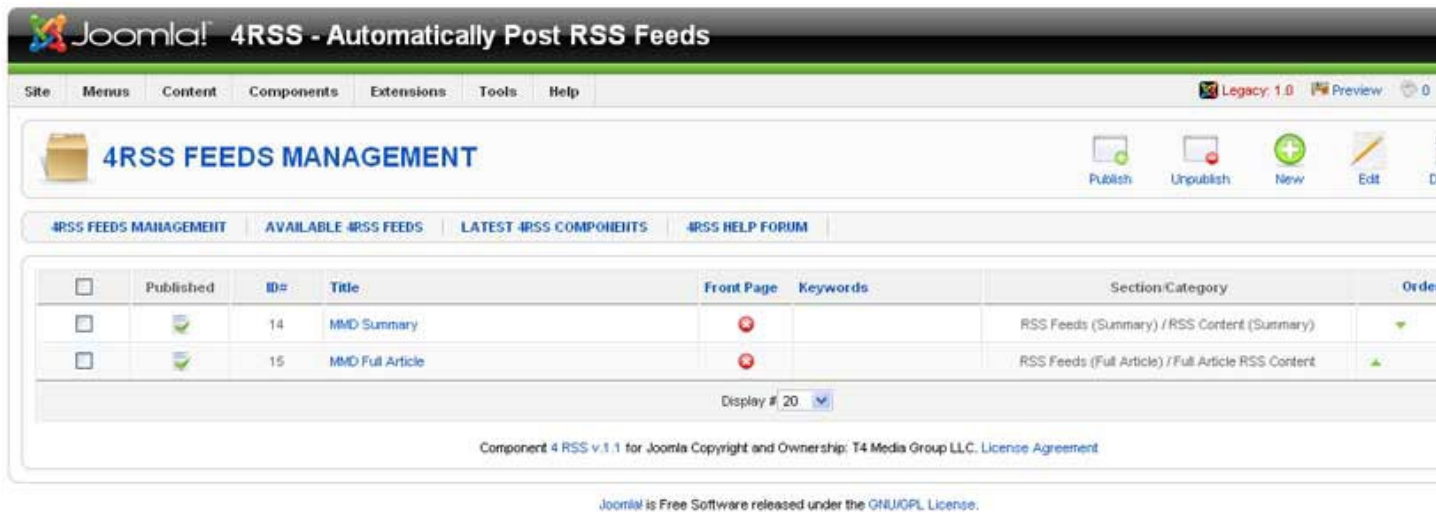 Joomla! 4RSS - Automatically Post RSS Feeds
Site Menus Content Components Extensions Tools Help Legacy: 1.0 Preview 0
4RSS FEEDS MANAGEMENT
Publish Unpublish New Edit D
4RSS FEEDS MANAGEMENT AVAILABLE 4RSS FEEDS LATEST 4RSS COMPONENTS 4RSS HELP FORUM
Published ID# Title Front Page Keywords Section/Category Orde
14 MMD Summary RSS Feeds (Summary) / RSS Content (Summary)
15 MMD Full Article RSS Feeds (Full Article) / Full Article RSS Content
Display # 20
Component 4 RSS v.1.1 for Joomla Copyright and Ownership: T4 Media Group LLC. License Agreement
Joomla! is Free Software released under the GNU/GPL License.